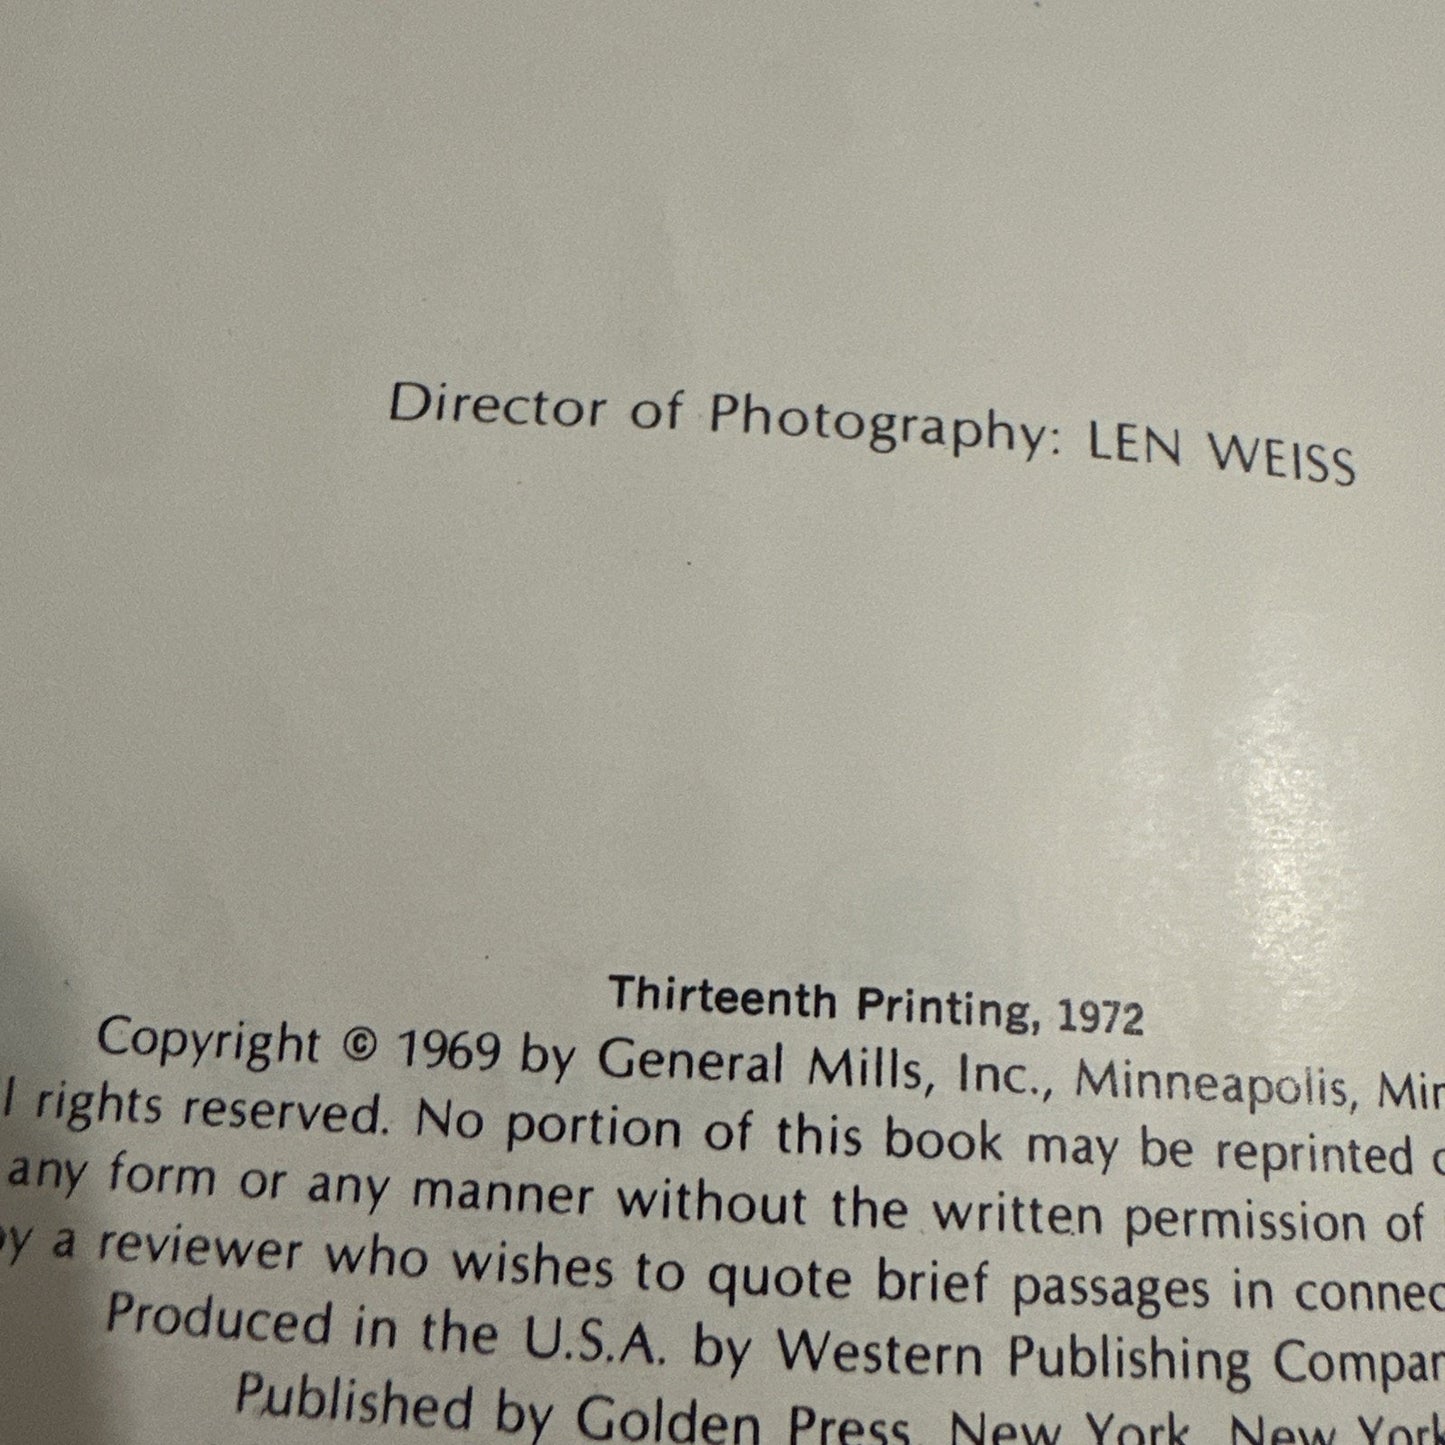 Director of Photography: LEN WEISS
Thirteenth Printing, 1972
Copyright © 1969 by General Mills, Inc., Minneapolis,
rights reserved. No portion of this book may be reprinted
any form or any manner without the written permission of
a reviewer who wishes to quote brief passages in
Produced in the U.S.A. by Western Publishing
Published by Golden Press, New York, New York